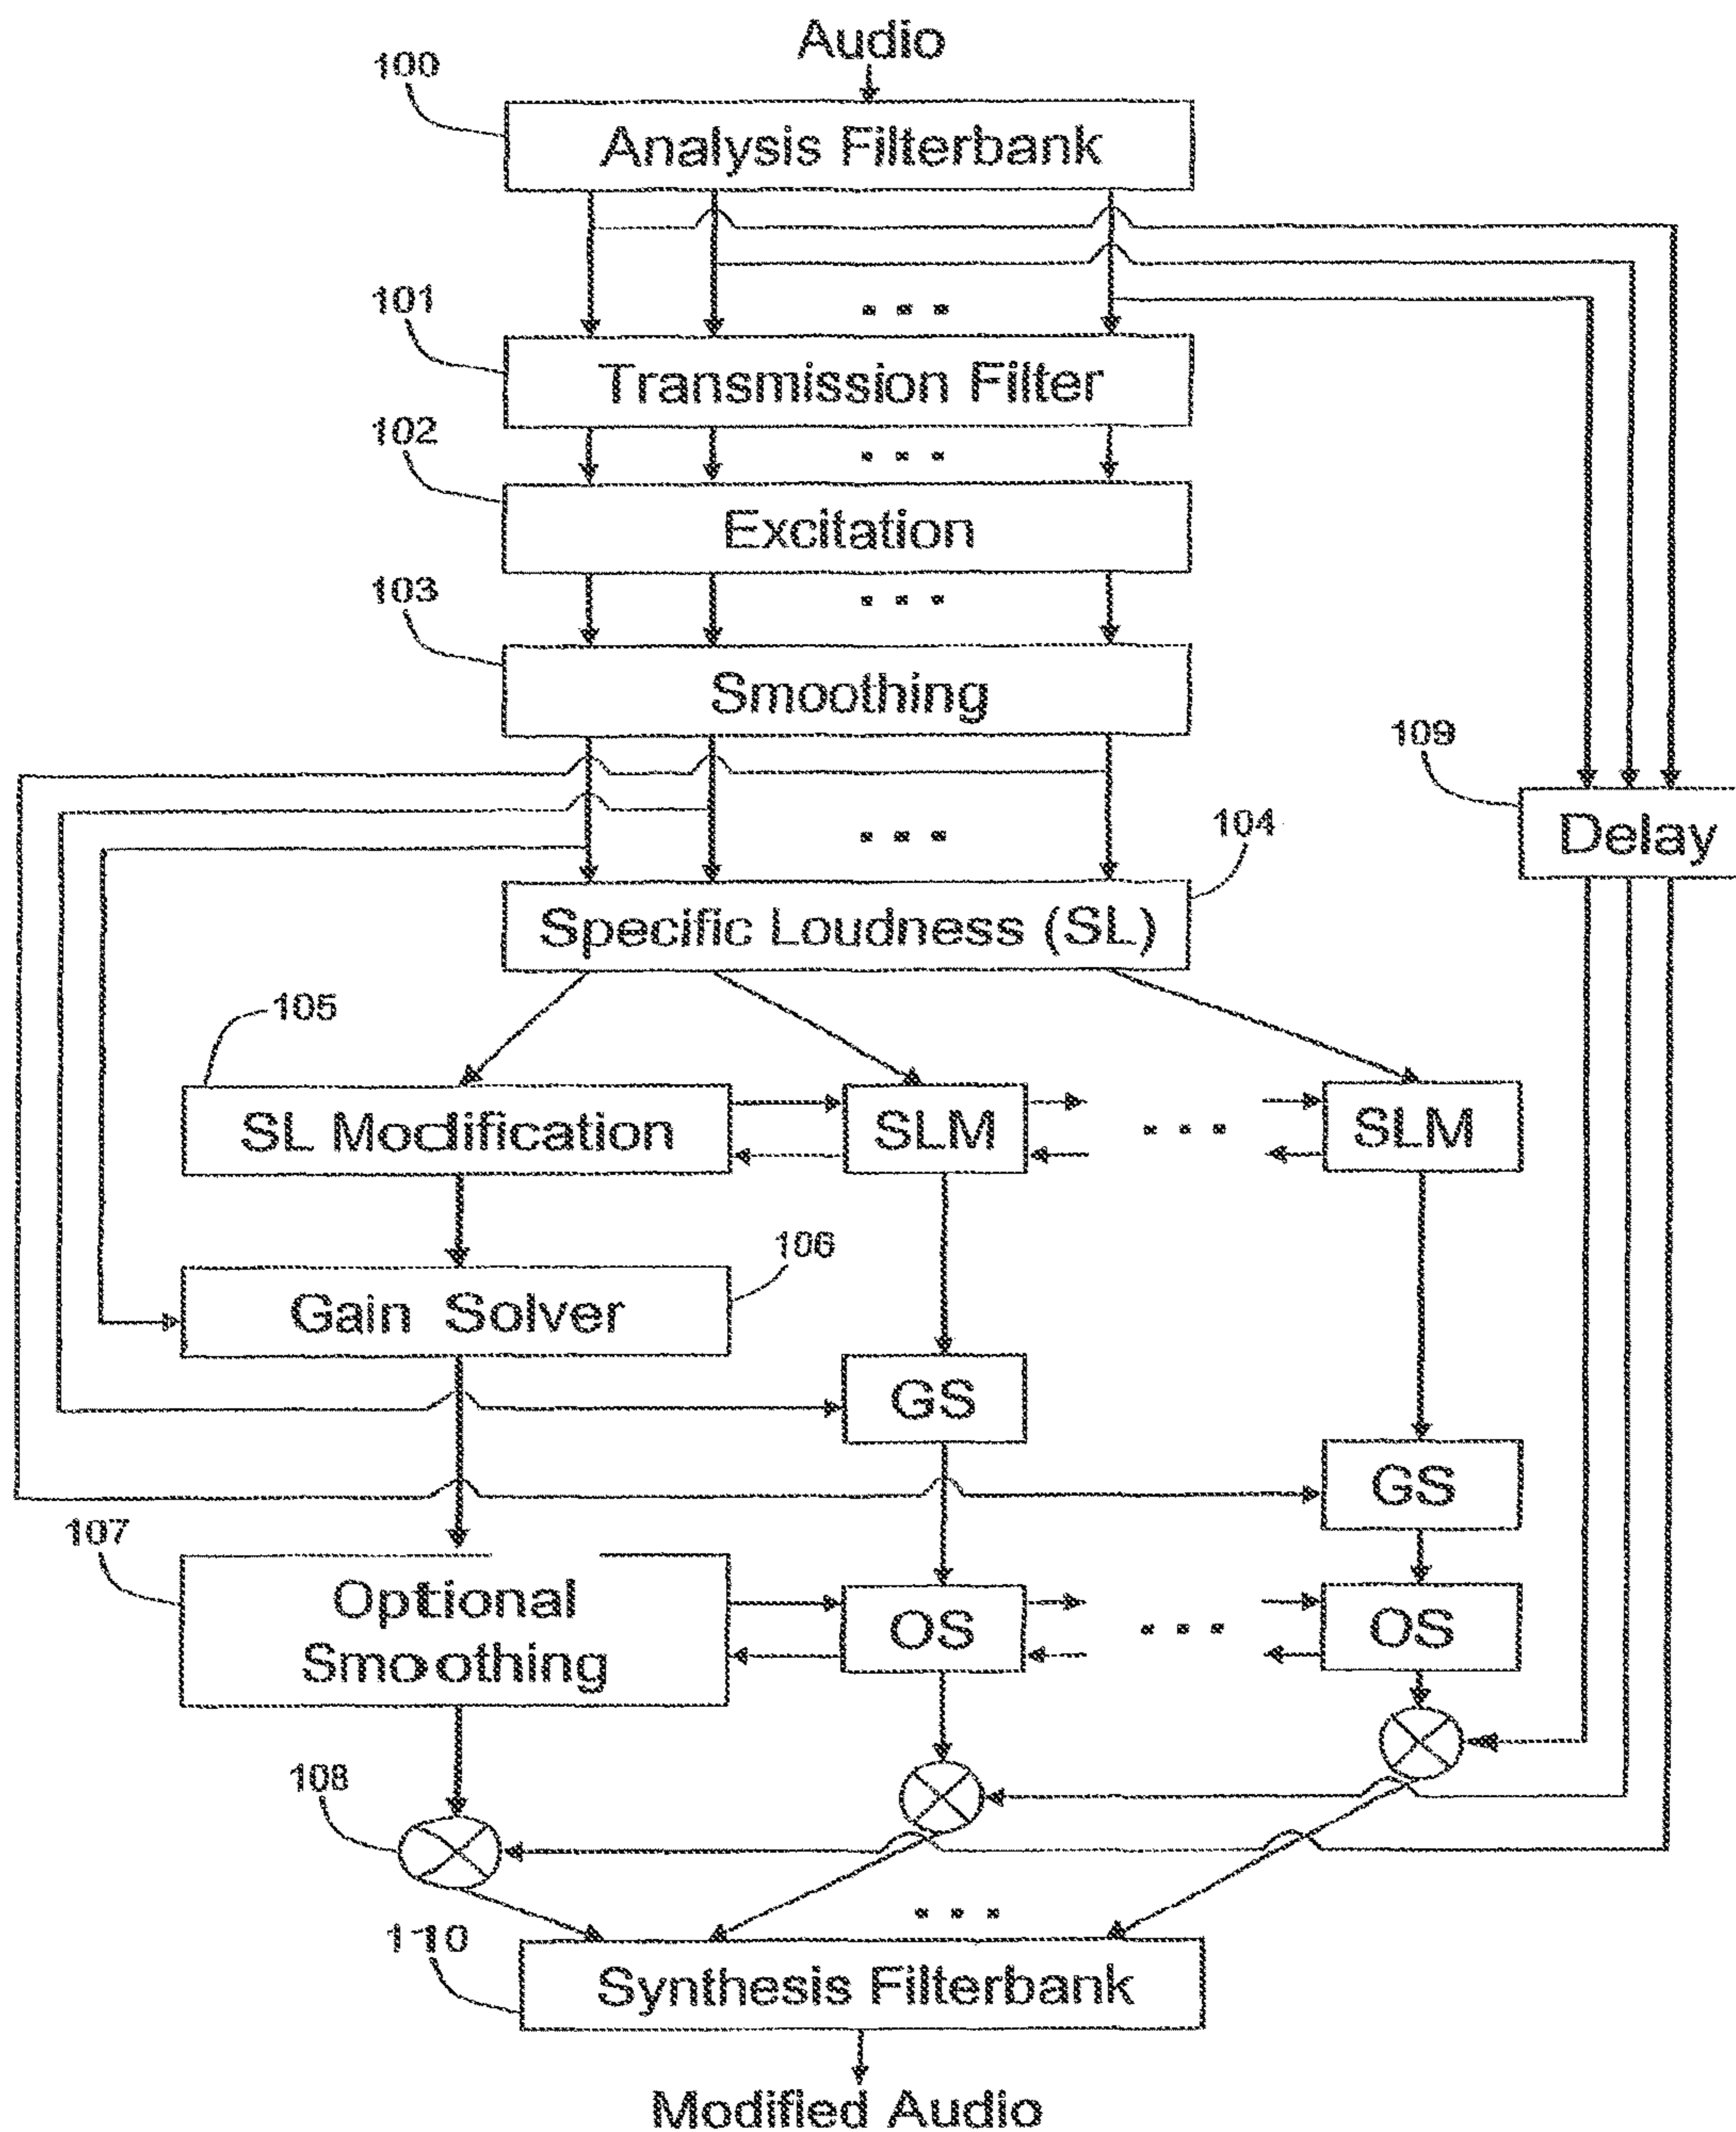 Audio
100
Analysis Filterbank
101
Transmission Filter
102
Excitation
103
Smoothing
109
Delay
104
Specific Loudness (SL)
105
SL Modification
SLM
SLM
106
Gain Solver
GS
GS
107
Optional
Smoothing
OS
OS
108
110
Synthesis Filterbank
Modified Audio